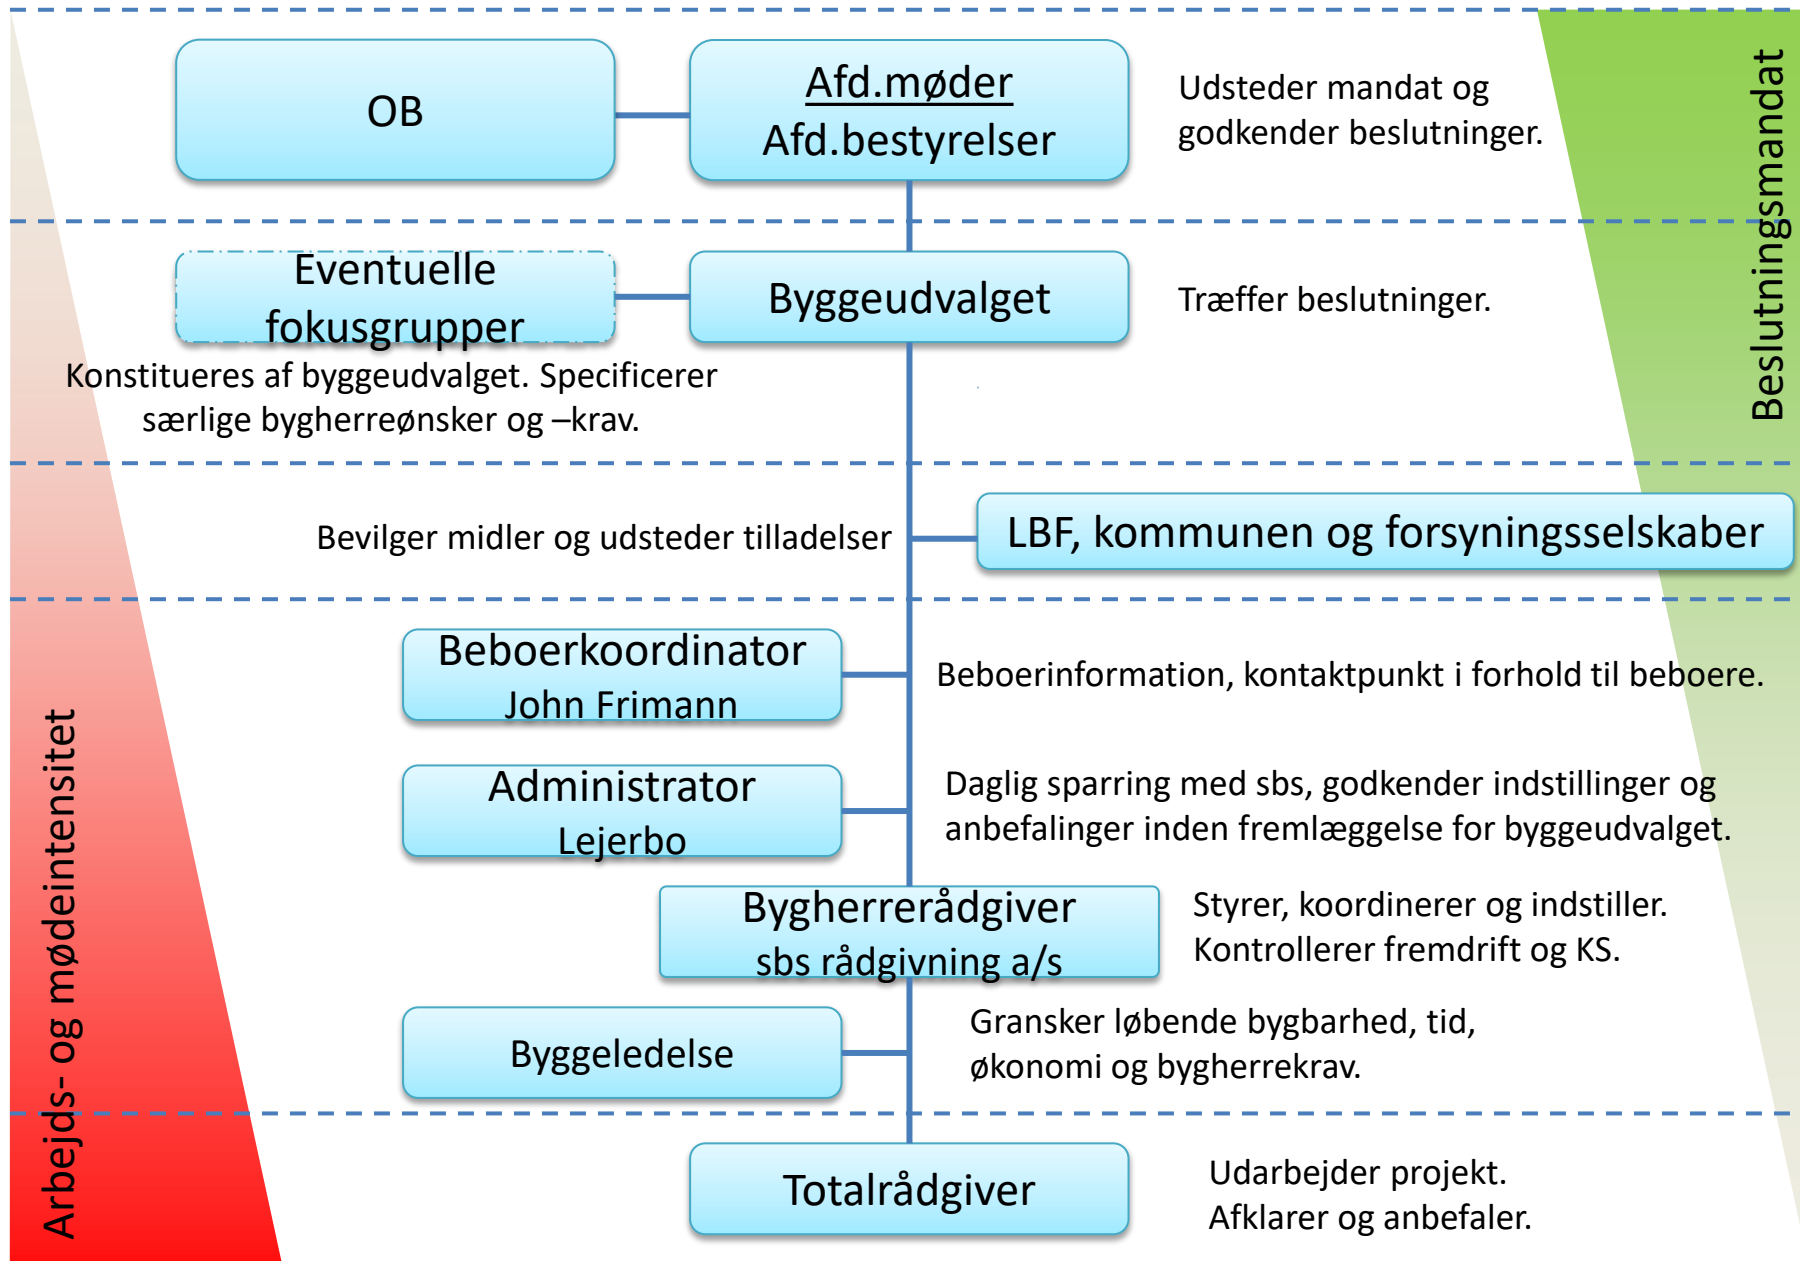 OB
Afd.møder
Afd.bestyrelser
Udsteder mandat og
godkender beslutninger.
Beslutningsmandat
Eventuelle
fokusgrupper
Byggeudvalget
Træffer beslutninger.
Konstitueres af byggeudvalget. Specificerer
særlige bygherreønsker og –krav.
Bevilger midler og udsteder tilladelser
LBF, kommunen og forsyningsselskaber
Beboerkoordinator
John Frimann
Beboerinformation, kontaktpunkt i forhold til beboere.
Administrator
Lejerbo
Daglig sparring med sbs, godkender indstillinger og
anbefalinger inden fremlæggelse for byggeudvalget.
Arbejds- og mødeintensitet
Bygherrerådgiver
sbs rådgivning a/s
Styrer, koordinerer og indstiller.
Kontrollerer fremdrift og KS.
Byggeledelse
Gransker løbende bygbarhed, tid,
økonomi og bygherrekrav.
Totalrådgiver
Udarbejder projekt.
Afklarer og anbefaler.